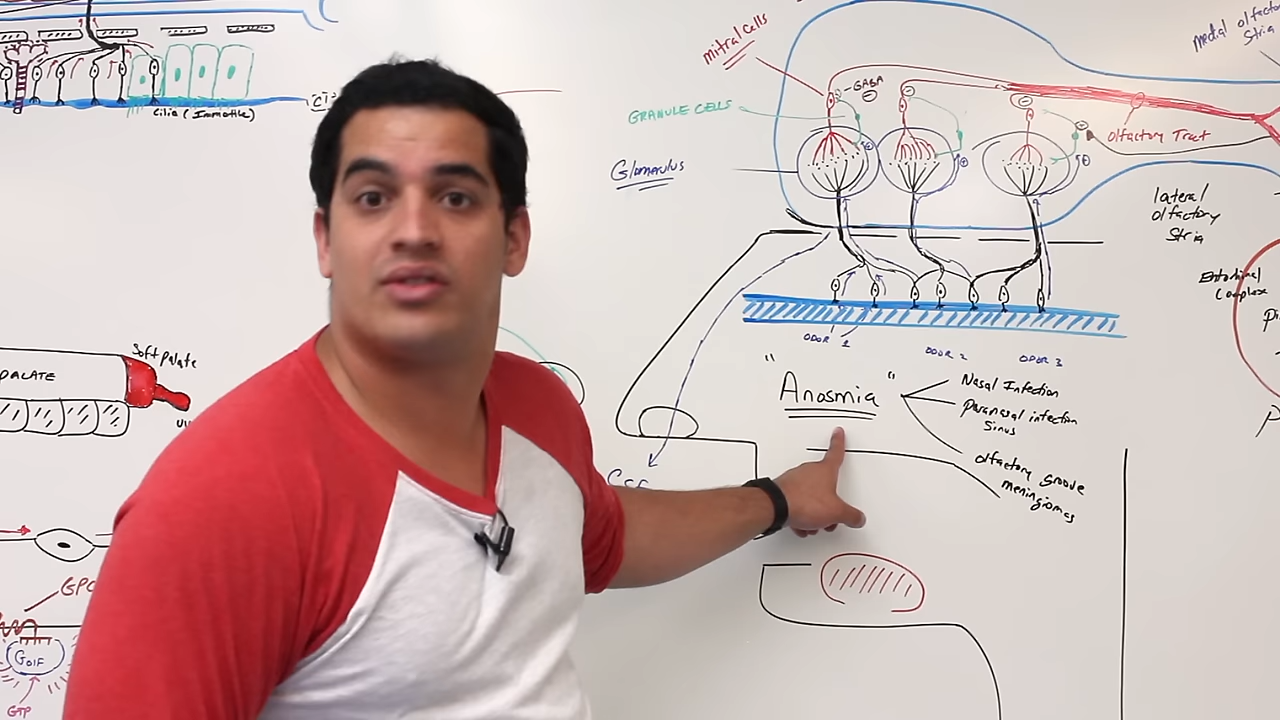 Cilia (Immotile)
PALATE
Soft palate
GPC
GOlF
GTP
mitral cells
GABA
GRANULE CELLS
Glomerulus
olfactory Tract
medial olfactory
Stria
lateral
olfactory
Stria
Entorhinal
Complex
ODOR 1
ODOR 2
ODOR 3
"Anosmia"
Nasal Infection
paranasal infection
Sinus
olfactory groove
meningiomas
CSF